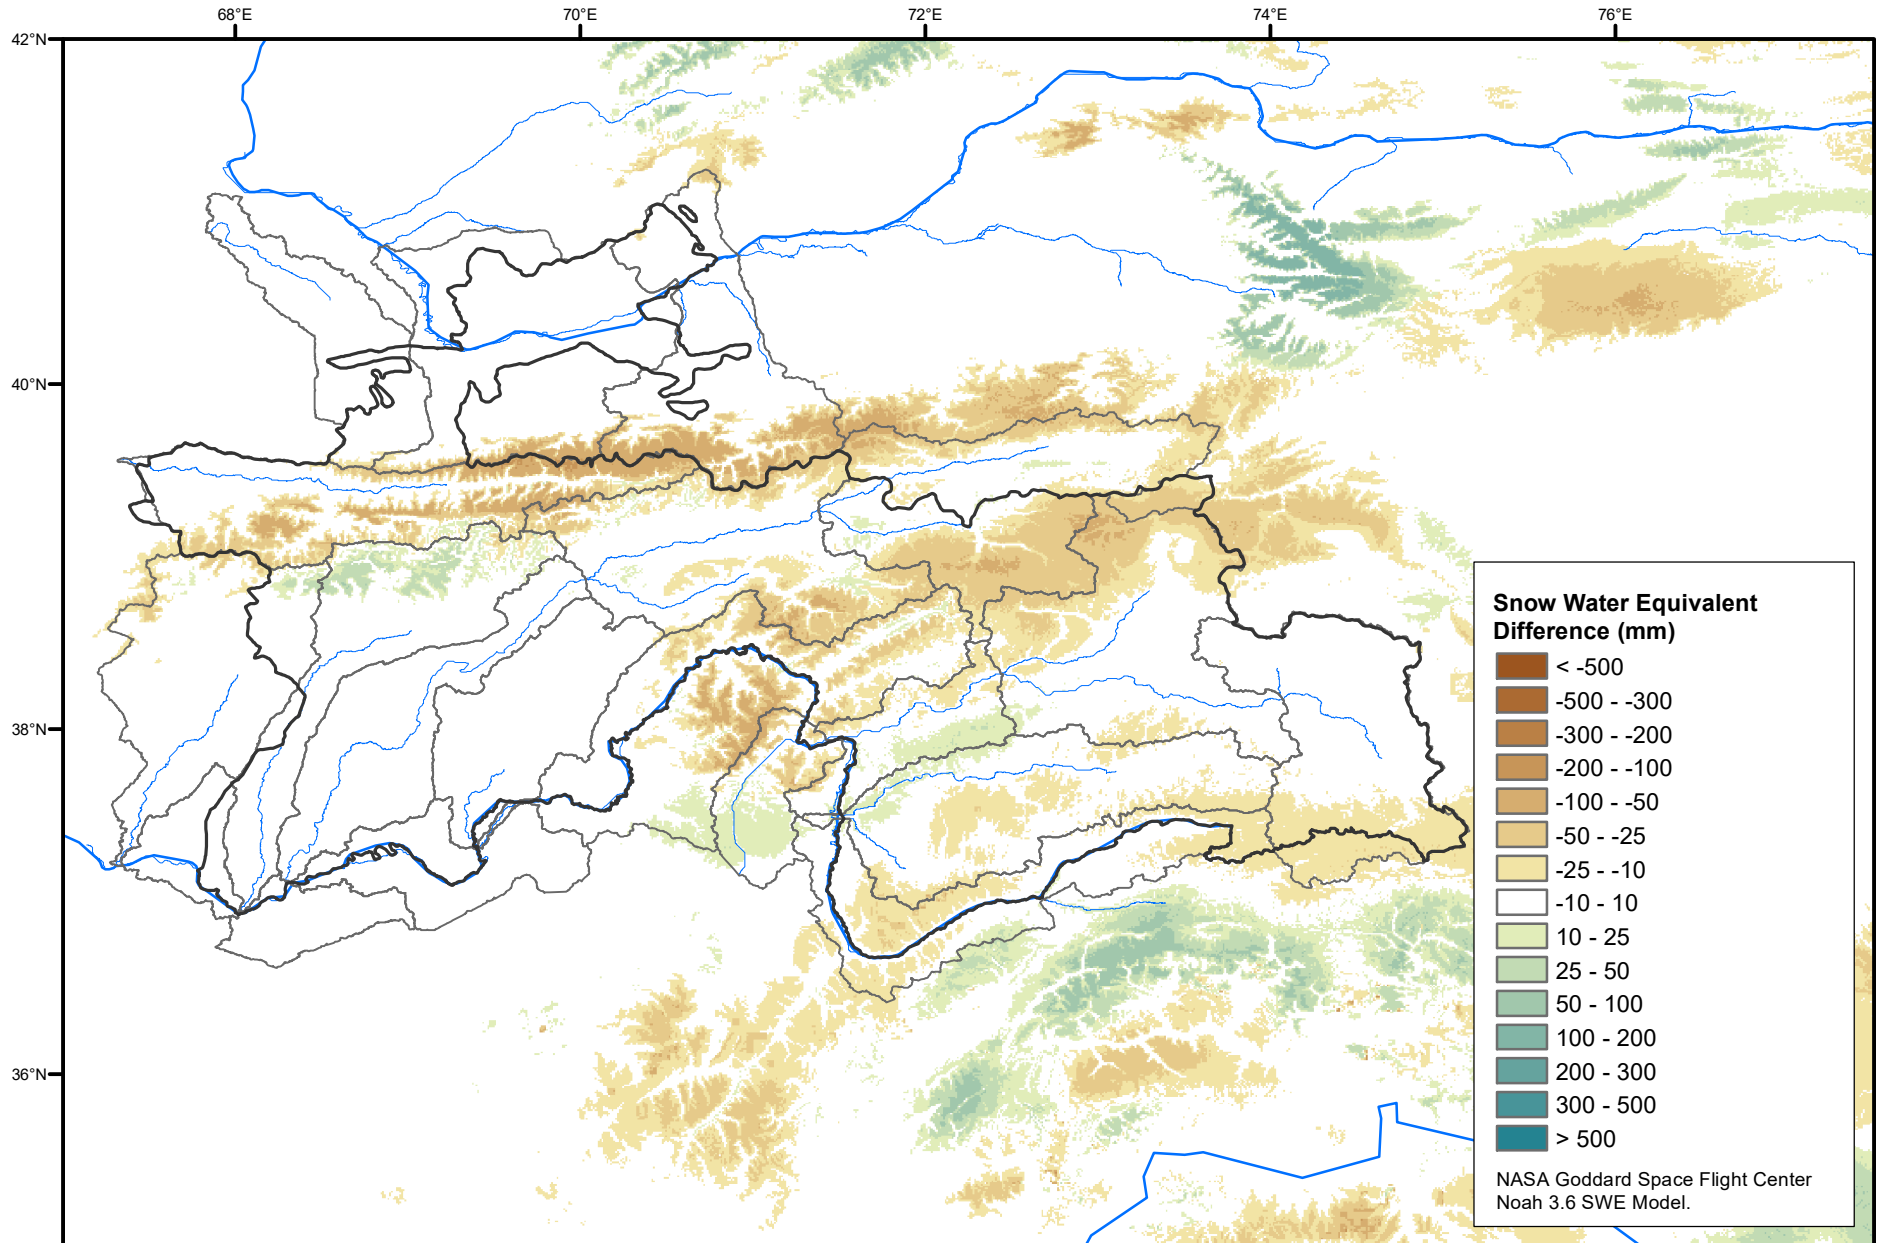 68°E
70°E
72°E
74°E
76°E
42°N
40°N
38°N
36°N
Snow Water Equivalent
Difference (mm)
< -500
-500 - -300
-300 - -200
-200 - -100
-100 - -50
-50 - -25
-25 - -10
-10 - 10
10 - 25
25 - 50
50 - 100
100 - 200
200 - 300
300 - 500
> 500
NASA Goddard Space Flight Center
Noah 3.6 SWE Model.